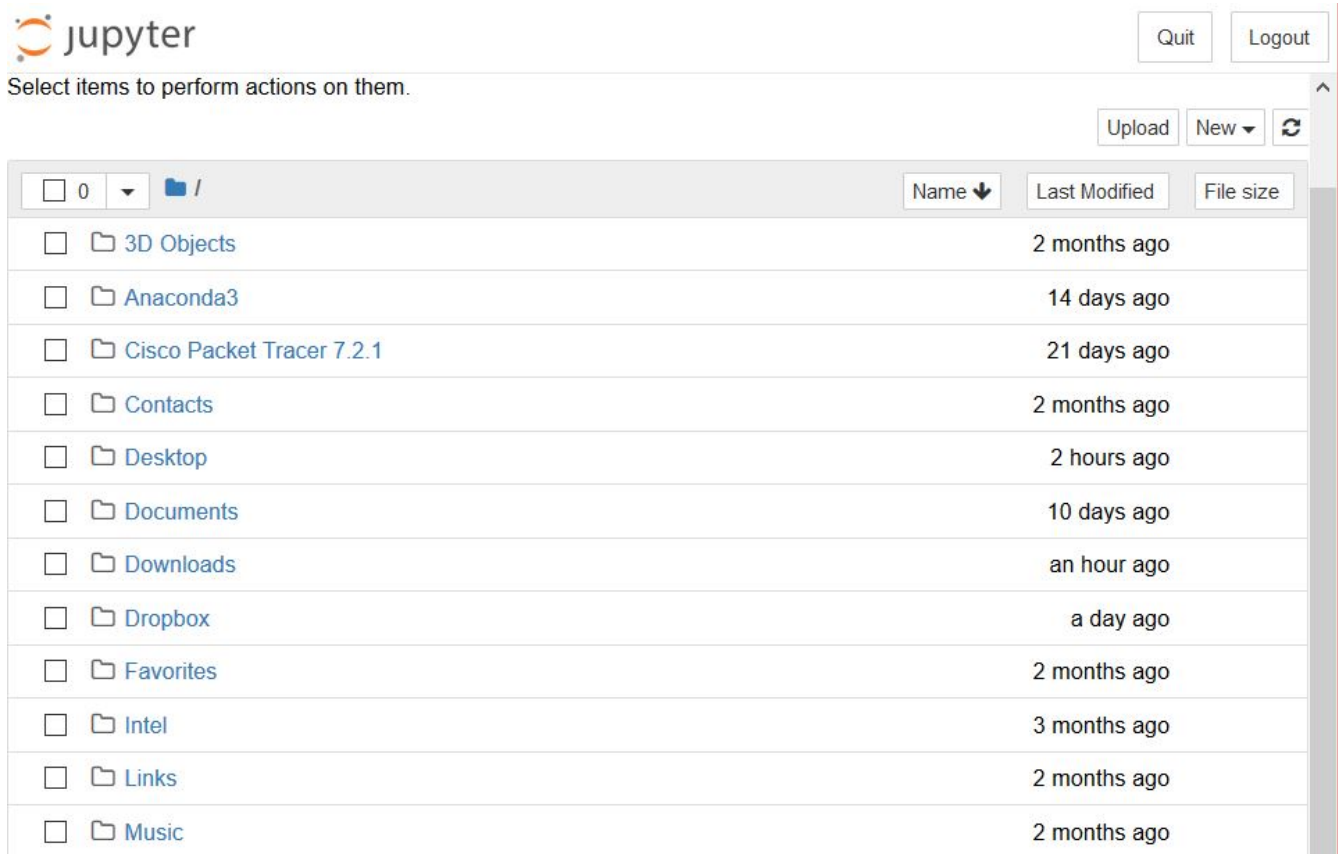 jupyter Quit Logout
Select items to perform actions on them.
Upload New
0 / Name Last Modified File size
3D Objects 2 months ago
Anaconda3 14 days ago
Cisco Packet Tracer 7.2.1 21 days ago
Contacts 2 months ago
Desktop 2 hours ago
Documents 10 days ago
Downloads an hour ago
Dropbox a day ago
Favorites 2 months ago
Intel 3 months ago
Links 2 months ago
Music 2 months ago